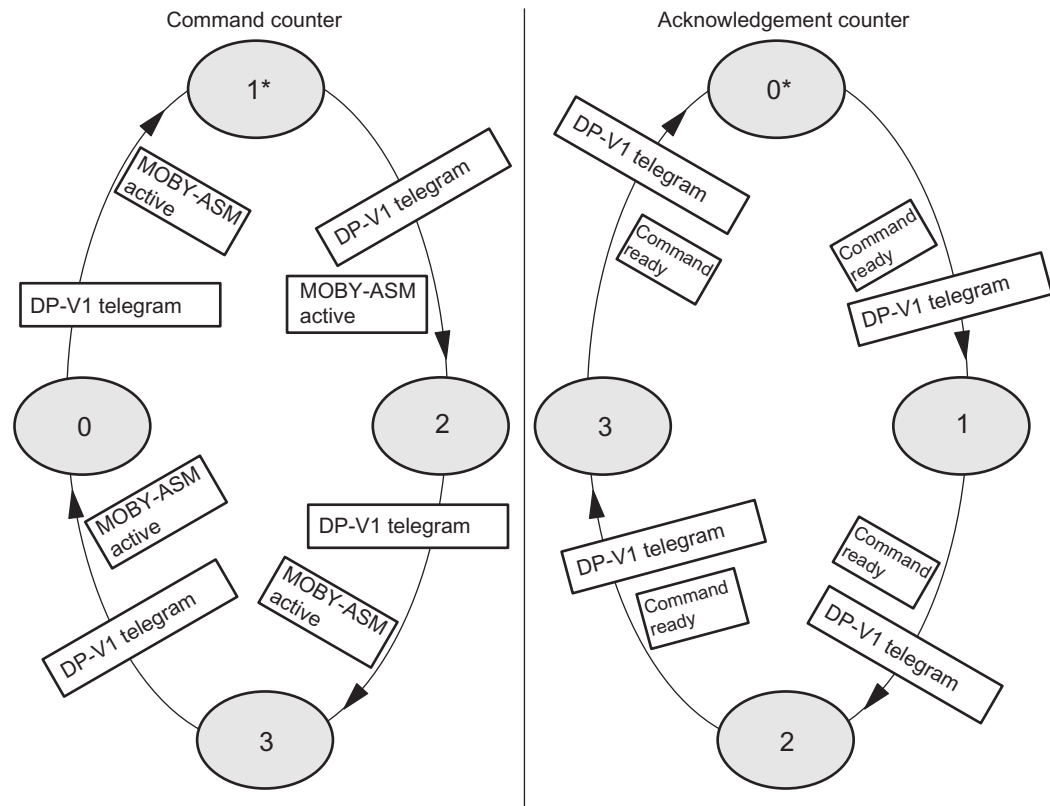 Command counter
1*
MOBY-ASM
active
DP-V1 telegram
DP-V1 telegram
MOBY-ASM
active
0
2
MOBY-ASM
active
DP-V1 telegram
DP-V1 telegram
MOBY-ASM
active
3
Acknowledgement counter
0*
DP-V1 telegram
Command
ready
Command
ready
DP-V1 telegram
3
1
DP-V1 telegram
Command
ready
Command
ready
DP-V1 telegram
2